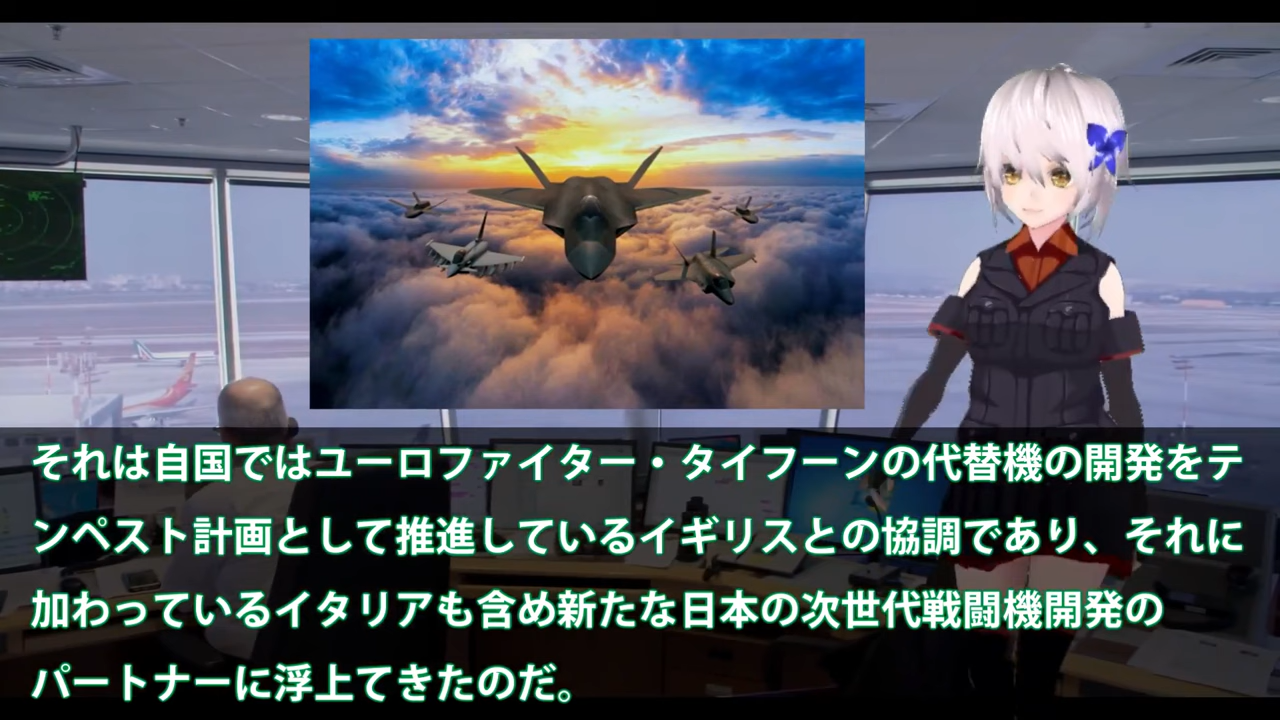 それは自国ではユーロファイター・タイフーンの代替機の開発をテ
ンペスト計画として推進しているイギリスとの協調であり、それに
加わっているイタリアも含め新たな日本の次世代戦闘機開発の
パートナーに浮上てきたのだ。